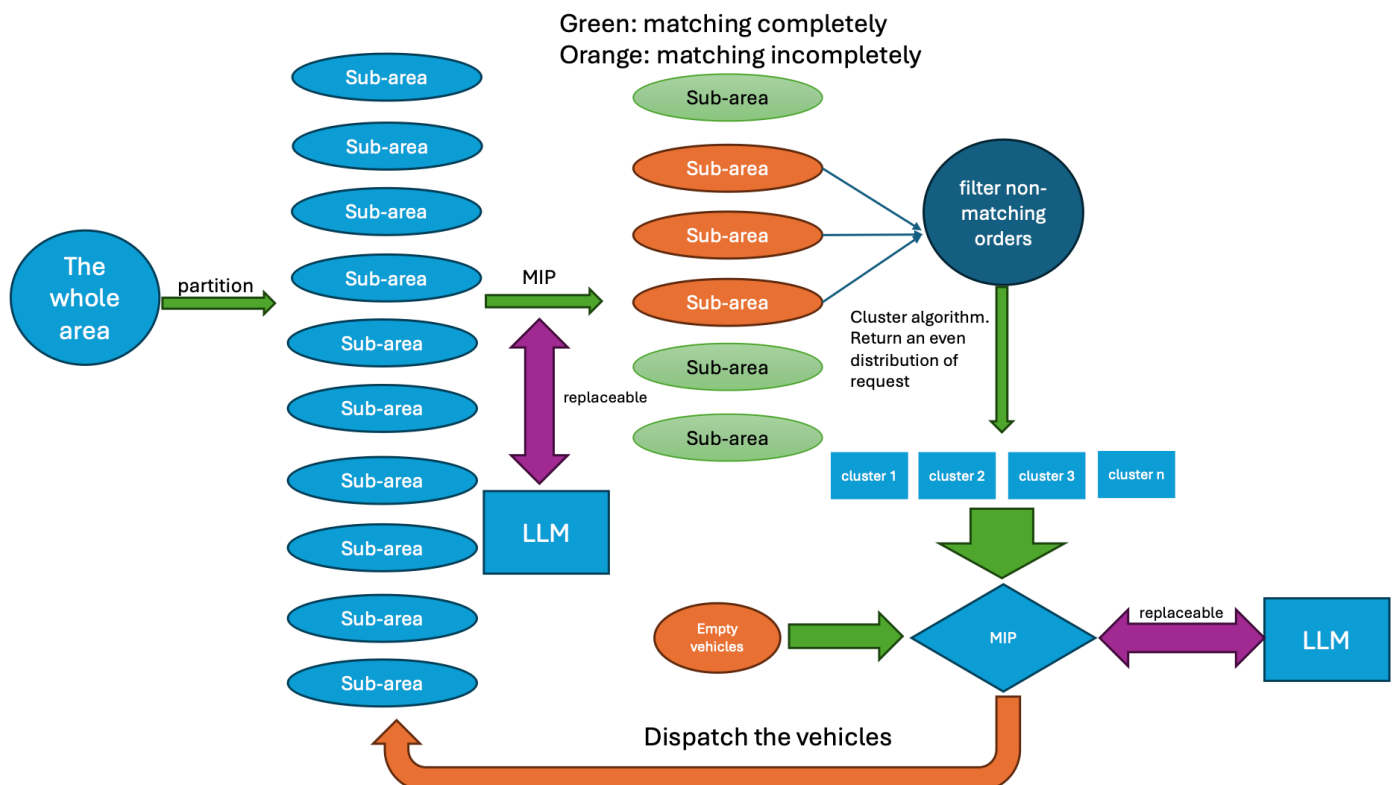 Green: matching completely
Orange: matching incompletely
Sub-area
Sub-area
Sub-area
Sub-area
Sub-area
Sub-area
Sub-area
Sub-area
Sub-area
Sub-area
The
whole
area
partition
MIP
replaceable
LLM
Sub-area
Sub-area
Sub-area
Sub-area
Sub-area
Sub-area
filter non-
matching
orders
Cluster algorithm.
Return an even
distribution of
request
cluster 1
cluster 2
cluster 3
cluster n
Empty
vehicles
MIP
replaceable
LLM
Dispatch the vehicles